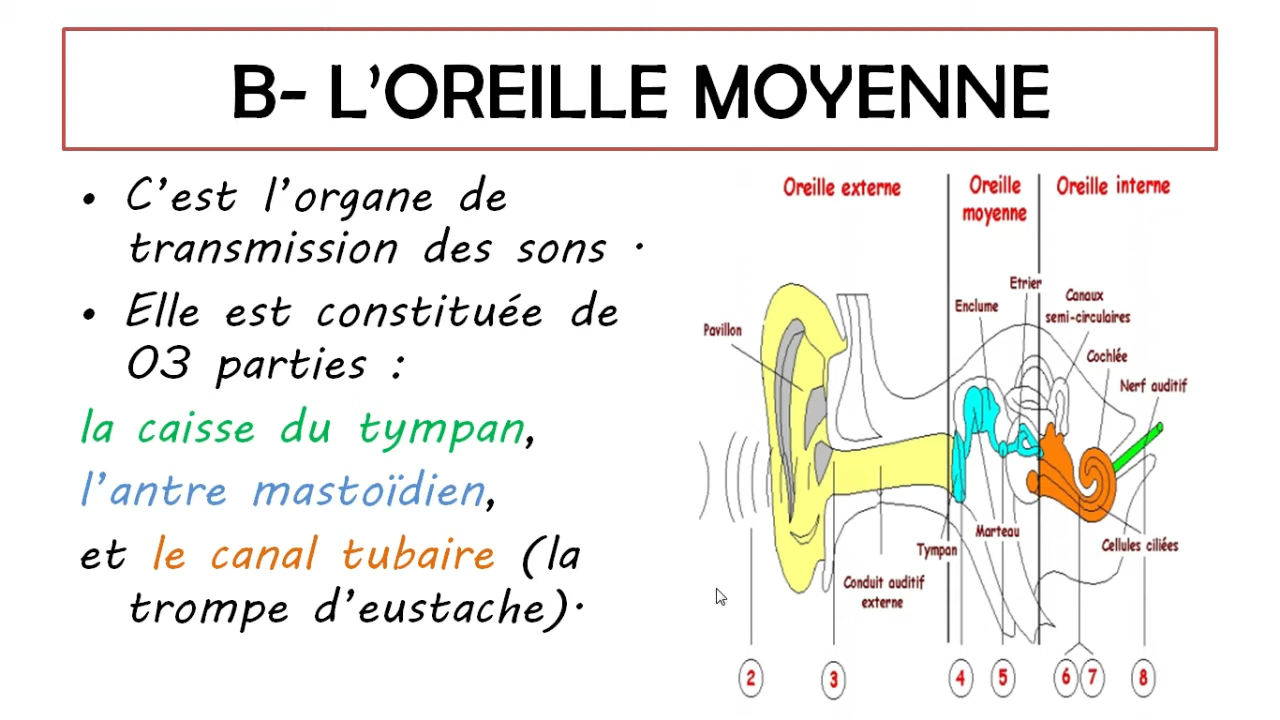 B- L'OREILLE MOYENNE
• C'est l'organe de
transmission des sons .
• Elle est constituée de
03 parties :
la caisse du tympan,
l'antre mastoïdien,
et le canal tubaire (la
trompe d'eustache).
Oreille externe
Oreille
moyenne
Oreille interne
Etrier
Enclume
Canaux
semi-circulaires
Pavillon
Cochlée
Nerf auditif
Marteau
Tympan
Cellules ciliées
Conduit auditif
externe
2 3 4 5 6 7 8